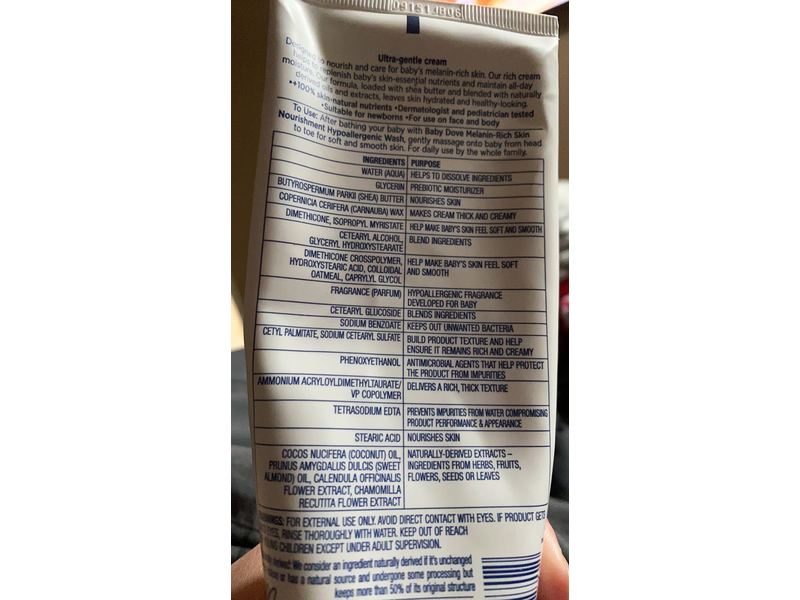 09151JB05
Ultra-gentle cream
Designed to nourish and care for baby's melanin-rich skin. Our rich cream
helps to replenish baby's skin-essential nutrients and maintain all-day
moisture. Our formula, loaded with shea butter and blended with naturally
derived oils and extracts, leaves skin hydrated and healthy-looking.
•+100% skin-natural nutrients •Dermatologist and pediatrician tested
•Suitable for newborns •For use on face and body
To Use: After bathing your baby with Baby Dove Melanin-Rich Skin
Nourishment Hypoallergenic Wash, gently massage onto baby from head
to toe for soft and smooth skin. For daily use by the whole family.
INGREDIENTS PURPOSE
WATER (AQUA) HELPS TO DISSOLVE INGREDIENTS
GLYCERIN PREBIOTIC MOISTURIZER
BUTYROSPERMUM PARKII (SHEA) BUTTER NOURISHES SKIN
COPERNICIA CERIFERA (CARNAUBA) WAX MAKES CREAM THICK AND CREAMY
DIMETHICONE, ISOPROPYL MYRISTATE HELP MAKE BABY'S SKIN FEEL SOFT AND SMOOTH
CETEARYL ALCOHOL, BLEND INGREDIENTS
GLYCERYL HYDROXYSTEARATE
DIMETHICONE CROSSPOLYMER, HELP MAKE BABY'S SKIN FEEL SOFT
HYDROXYSTEARIC ACID, COLLOIDAL AND SMOOTH
OATMEAL, CAPRYLYL GLYCOL
FRAGRANCE (PARFUM) HYPOALLERGENIC FRAGRANCE
DEVELOPED FOR BABY
CETEARYL GLUCOSIDE BLENDS INGREDIENTS
SODIUM BENZOATE KEEPS OUT UNWANTED BACTERIA
CETYL PALMITATE, SODIUM CETEARYL SULFATE BUILD PRODUCT TEXTURE AND HELP
ENSURE IT REMAINS RICH AND CREAMY
PHENOXYETHANOL ANTIMICROBIAL AGENTS THAT HELP PROTECT
THE PRODUCT FROM IMPURITIES
AMMONIUM ACRYLOYLDIMETHYLTAURATE/ DELIVERS A RICH, THICK TEXTURE
VP COPOLYMER
TETRASODIUM EDTA PREVENTS IMPURITIES FROM WATER COMPROMISING
PRODUCT PERFORMANCE & APPEARANCE
STEARIC ACID NOURISHES SKIN
COCOS NUCIFERA (COCONUT) OIL, NATURALLY-DERIVED EXTRACTS –
PRUNUS AMYGDALUS DULCIS (SWEET INGREDIENTS FROM HERBS, FRUITS,
ALMOND) OIL, CALENDULA OFFICINALIS FLOWERS, SEEDS OR LEAVES
FLOWER EXTRACT, CHAMOMILLA
RECUTITA FLOWER EXTRACT
FOR EXTERNAL USE ONLY. AVOID DIRECT CONTACT WITH EYES. IF PRODUCT GETS
EYES, RINSE THOROUGHLY WITH WATER. KEEP OUT OF REACH
CHILDREN EXCEPT UNDER ADULT SUPERVISION.
derived: We consider an ingredient naturally derived if it's unchanged
or has a natural source and undergone some processing but
keeps more than 50% of its original structure